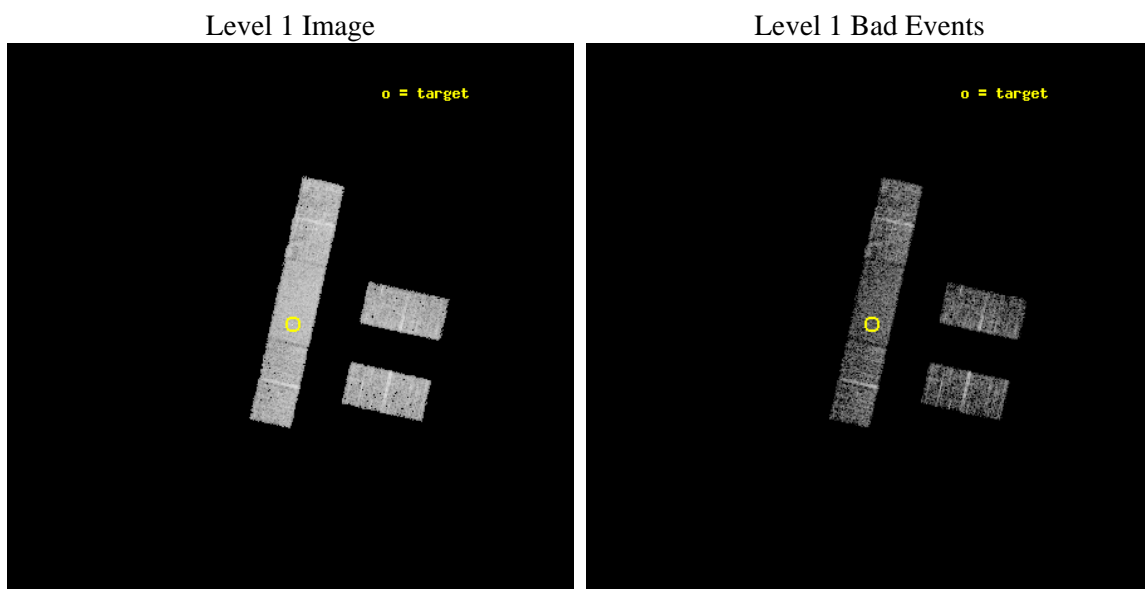 Level 1 Image
Level 1 Bad Events
o = target
o = target